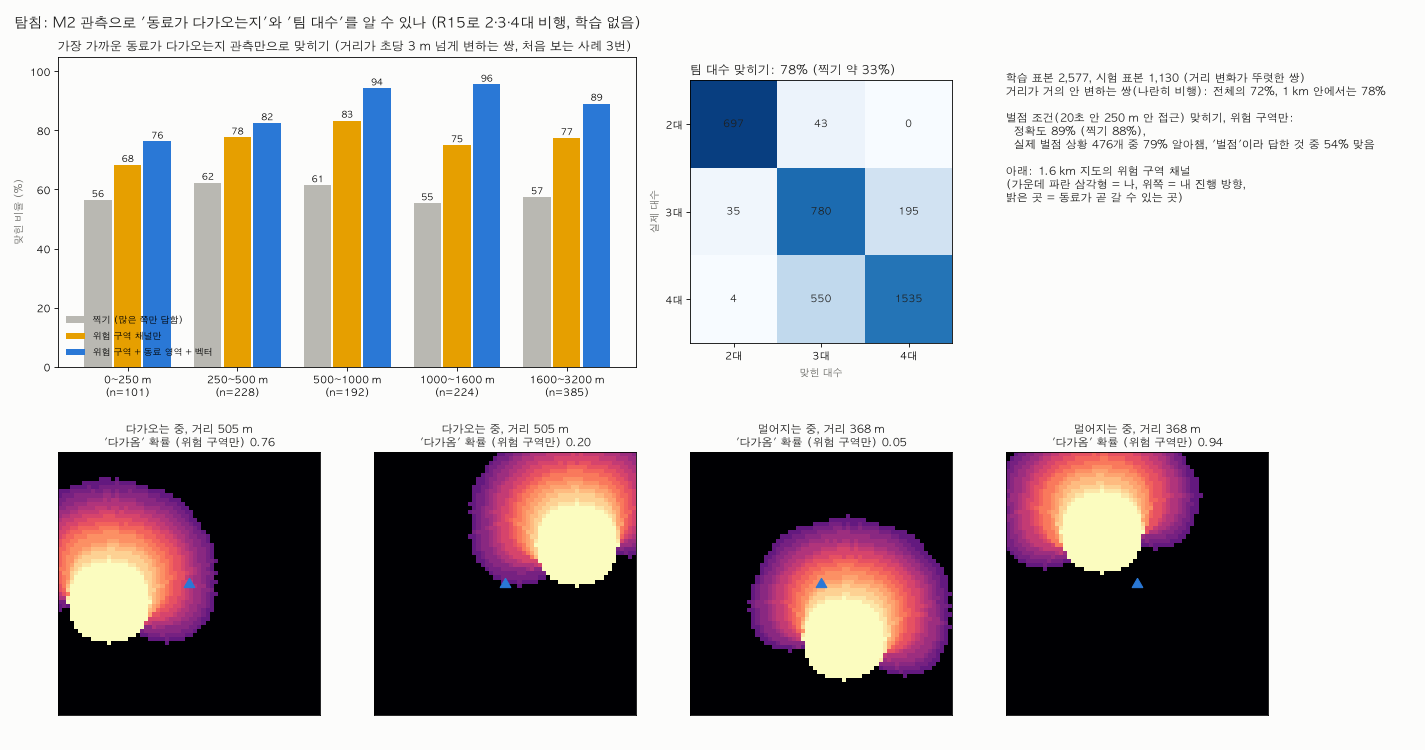 탐침: M2 관측으로 '동료가 다가오는지'와 '팀 대수'를 알 수 있나 (R15로 2·3·4대 비행, 학습 없음)
가장 가까운 동료가 다가오는지 관측만으로 맞히기 (거리가 초당 3 m 넘게 변하는 쌍, 처음 보는 사례 3번)
맞힌 비율 (%)
100
80
60
40
20
0
56
68
76
62
78
82
61
83
94
55
75
96
57
77
89
찍기 (많은 쪽만 답함)
위험 구역 채널만
위험 구역 + 동료 영역 + 벡터
0~250 m
(n=101)
250~500 m
(n=228)
500~1000 m
(n=192)
1000~1600 m
(n=224)
1600~3200 m
(n=385)
팀 대수 맞히기: 78% (찍기 약 33%)
실제 대수
2대
697
43
0
3대
35
780
195
4대
4
550
1535
2대
3대
4대
맞힌 대수
학습 표본 2,577, 시험 표본 1,130 (거리 변화가 뚜렷한 쌍)
거리가 거의 안 변하는 쌍(나란히 비행): 전체의 72%, 1 km 안에서는 78%
벌점 조건(20초 안 250 m 안 접근) 맞히기, 위험 구역만:
정확도 89% (찍기 88%),
실제 벌점 상황 476개 중 79% 알아챔, '벌점'이라 답한 것 중 54% 맞음
아래: 1.6 km 지도의 위험 구역 채널
(가운데 파란 삼각형 = 나, 위쪽 = 내 진행 방향,
밝은 곳 = 동료가 곧 갈 수 있는 곳)
다가오는 중, 거리 505 m
'다가옴' 확률 (위험 구역만) 0.76
다가오는 중, 거리 505 m
'다가옴' 확률 (위험 구역만) 0.20
멀어지는 중, 거리 368 m
'다가옴' 확률 (위험 구역만) 0.05
멀어지는 중, 거리 368 m
'다가옴' 확률 (위험 구역만) 0.94